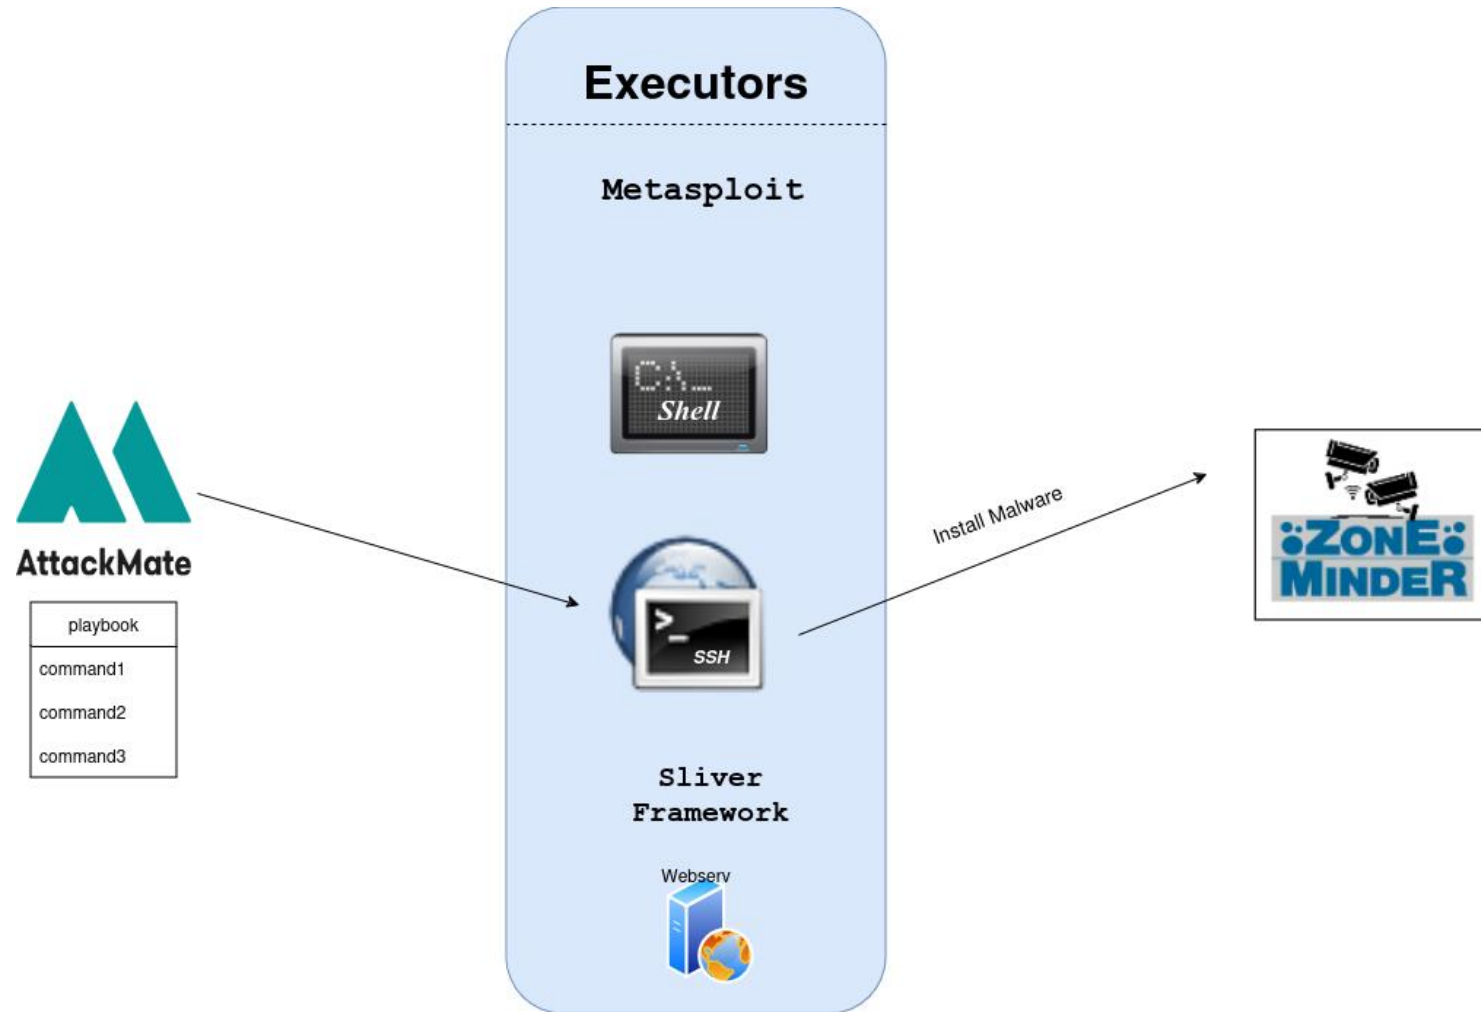 Executors
Metasploit
C:\_
Shell
AttackMate
playbook
command1
command2
command3
>_
SSH
Install Malware
ZONE
MINDER
Sliver
Framework
Webserv